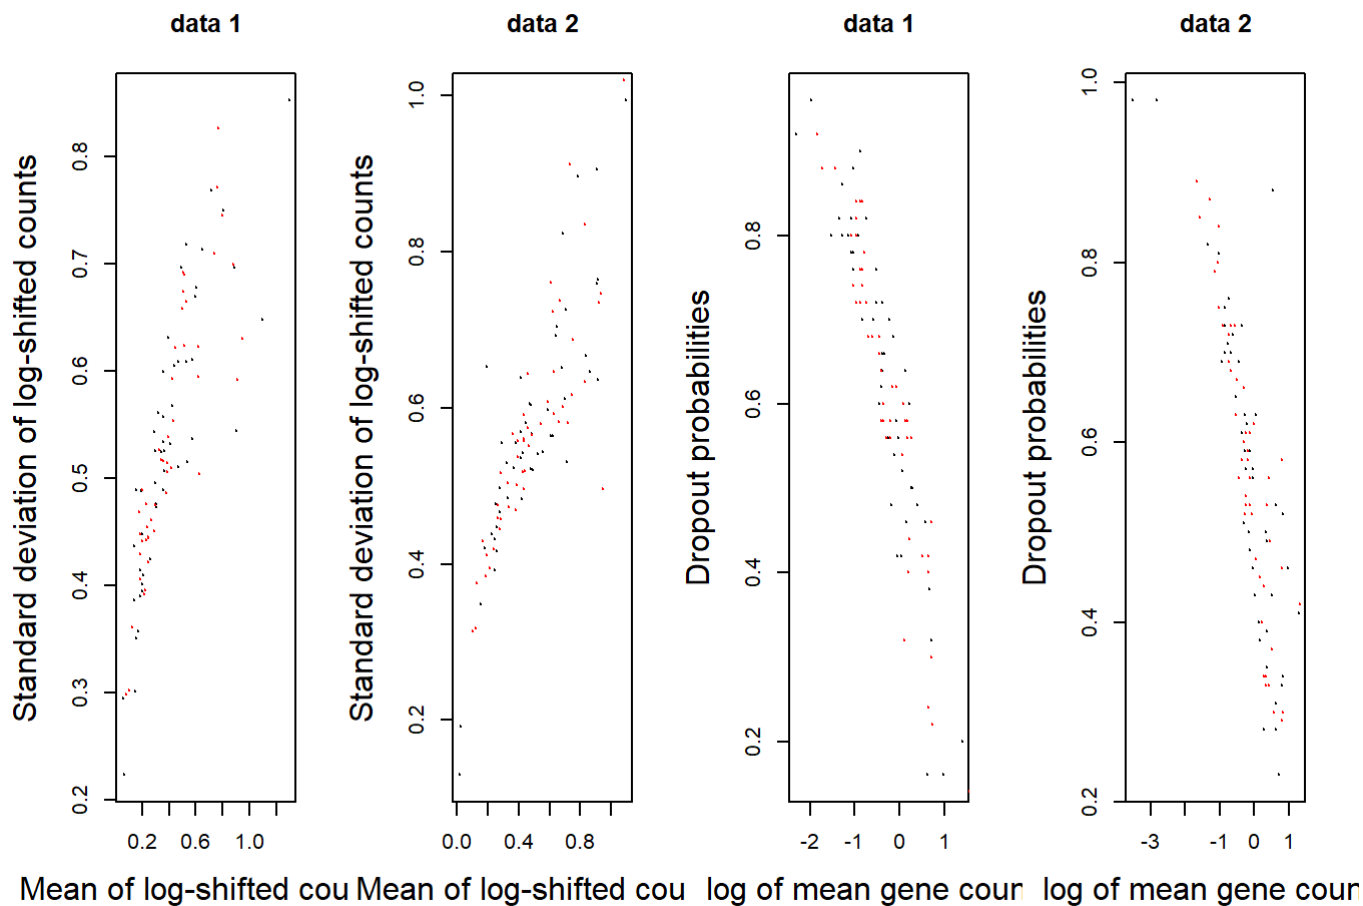 data 1
data 2
data 1
data 2
Standard deviation of log-shifted counts
0.2 0.3 0.4 0.5 0.6 0.7 0.8
0.2 0.6 1.0
Mean of log-shifted cou
Standard deviation of log-shifted counts
0.2 0.4 0.6 0.8 1.0
0.0 0.4 0.8
Mean of log-shifted cou
Dropout probabilities
0.2 0.4 0.6 0.8
-2 -1 0 1
log of mean gene coun
Dropout probabilities
0.2 0.4 0.6 0.8 1.0
-3 -1 0 1
log of mean gene coun